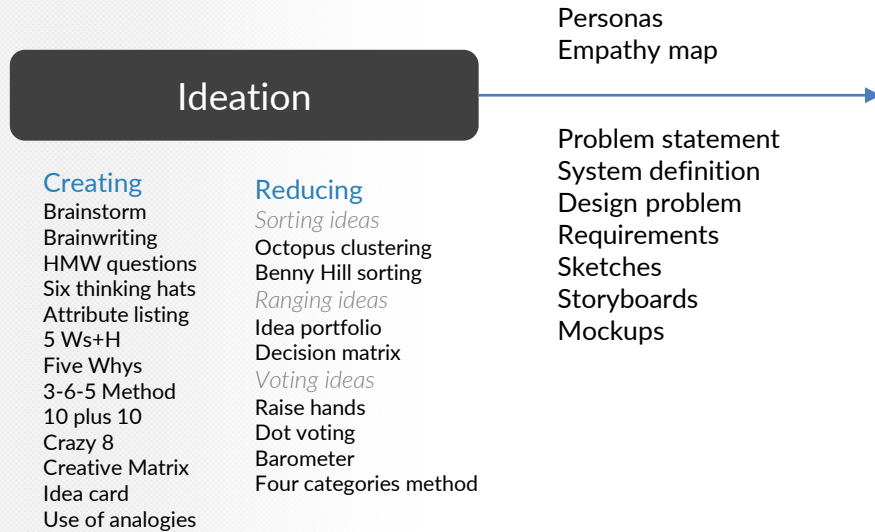 Personas
Empathy map
Ideation
Problem statement
System definition
Design problem
Requirements
Sketches
Storyboards
Mockups
Creating
Brainstorm
Brainwriting
HMW questions
Six thinking hats
Attribute listing
5 Ws+H
Five Whys
3-6-5 Method
10 plus 10
Crazy 8
Creative Matrix
Idea card
Use of analogies
Reducing
Sorting ideas
Octopus clustering
Benny Hill sorting
Ranging ideas
Idea portfolio
Decision matrix
Voting ideas
Raise hands
Dot voting
Barometer
Four categories method